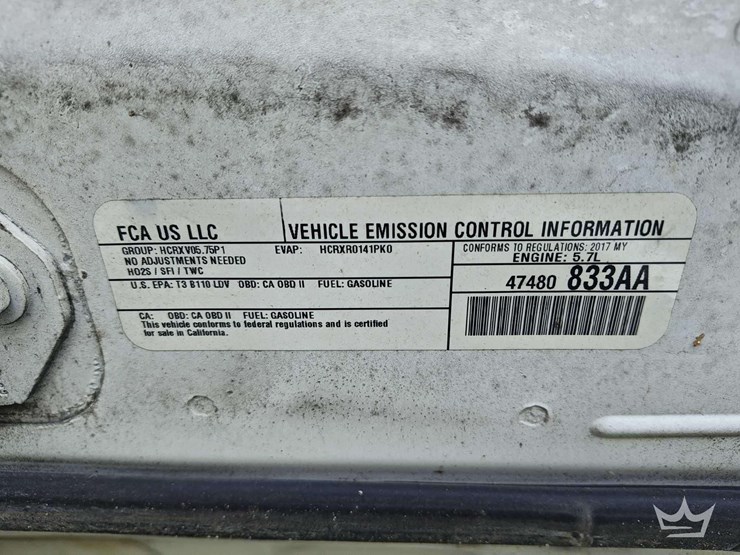 FCA US LLC
VEHICLE EMISSION CONTROL INFORMATION
GROUP: HCRXV05.75P1 EVAP: HCRXR0141PK0
NO ADJUSTMENTS NEEDED
HO2S / SFI / TWC
CONFORMS TO REGULATIONS: 2017 MY
ENGINE: 5.7L
U.S. EPA: T3 B110 LDV OBD: CA OBD II FUEL: GASOLINE
47480 833AA
CA: OBD: CA OBD II FUEL: GASOLINE
This vehicle conforms to federal regulations and is certified
for sale in California.